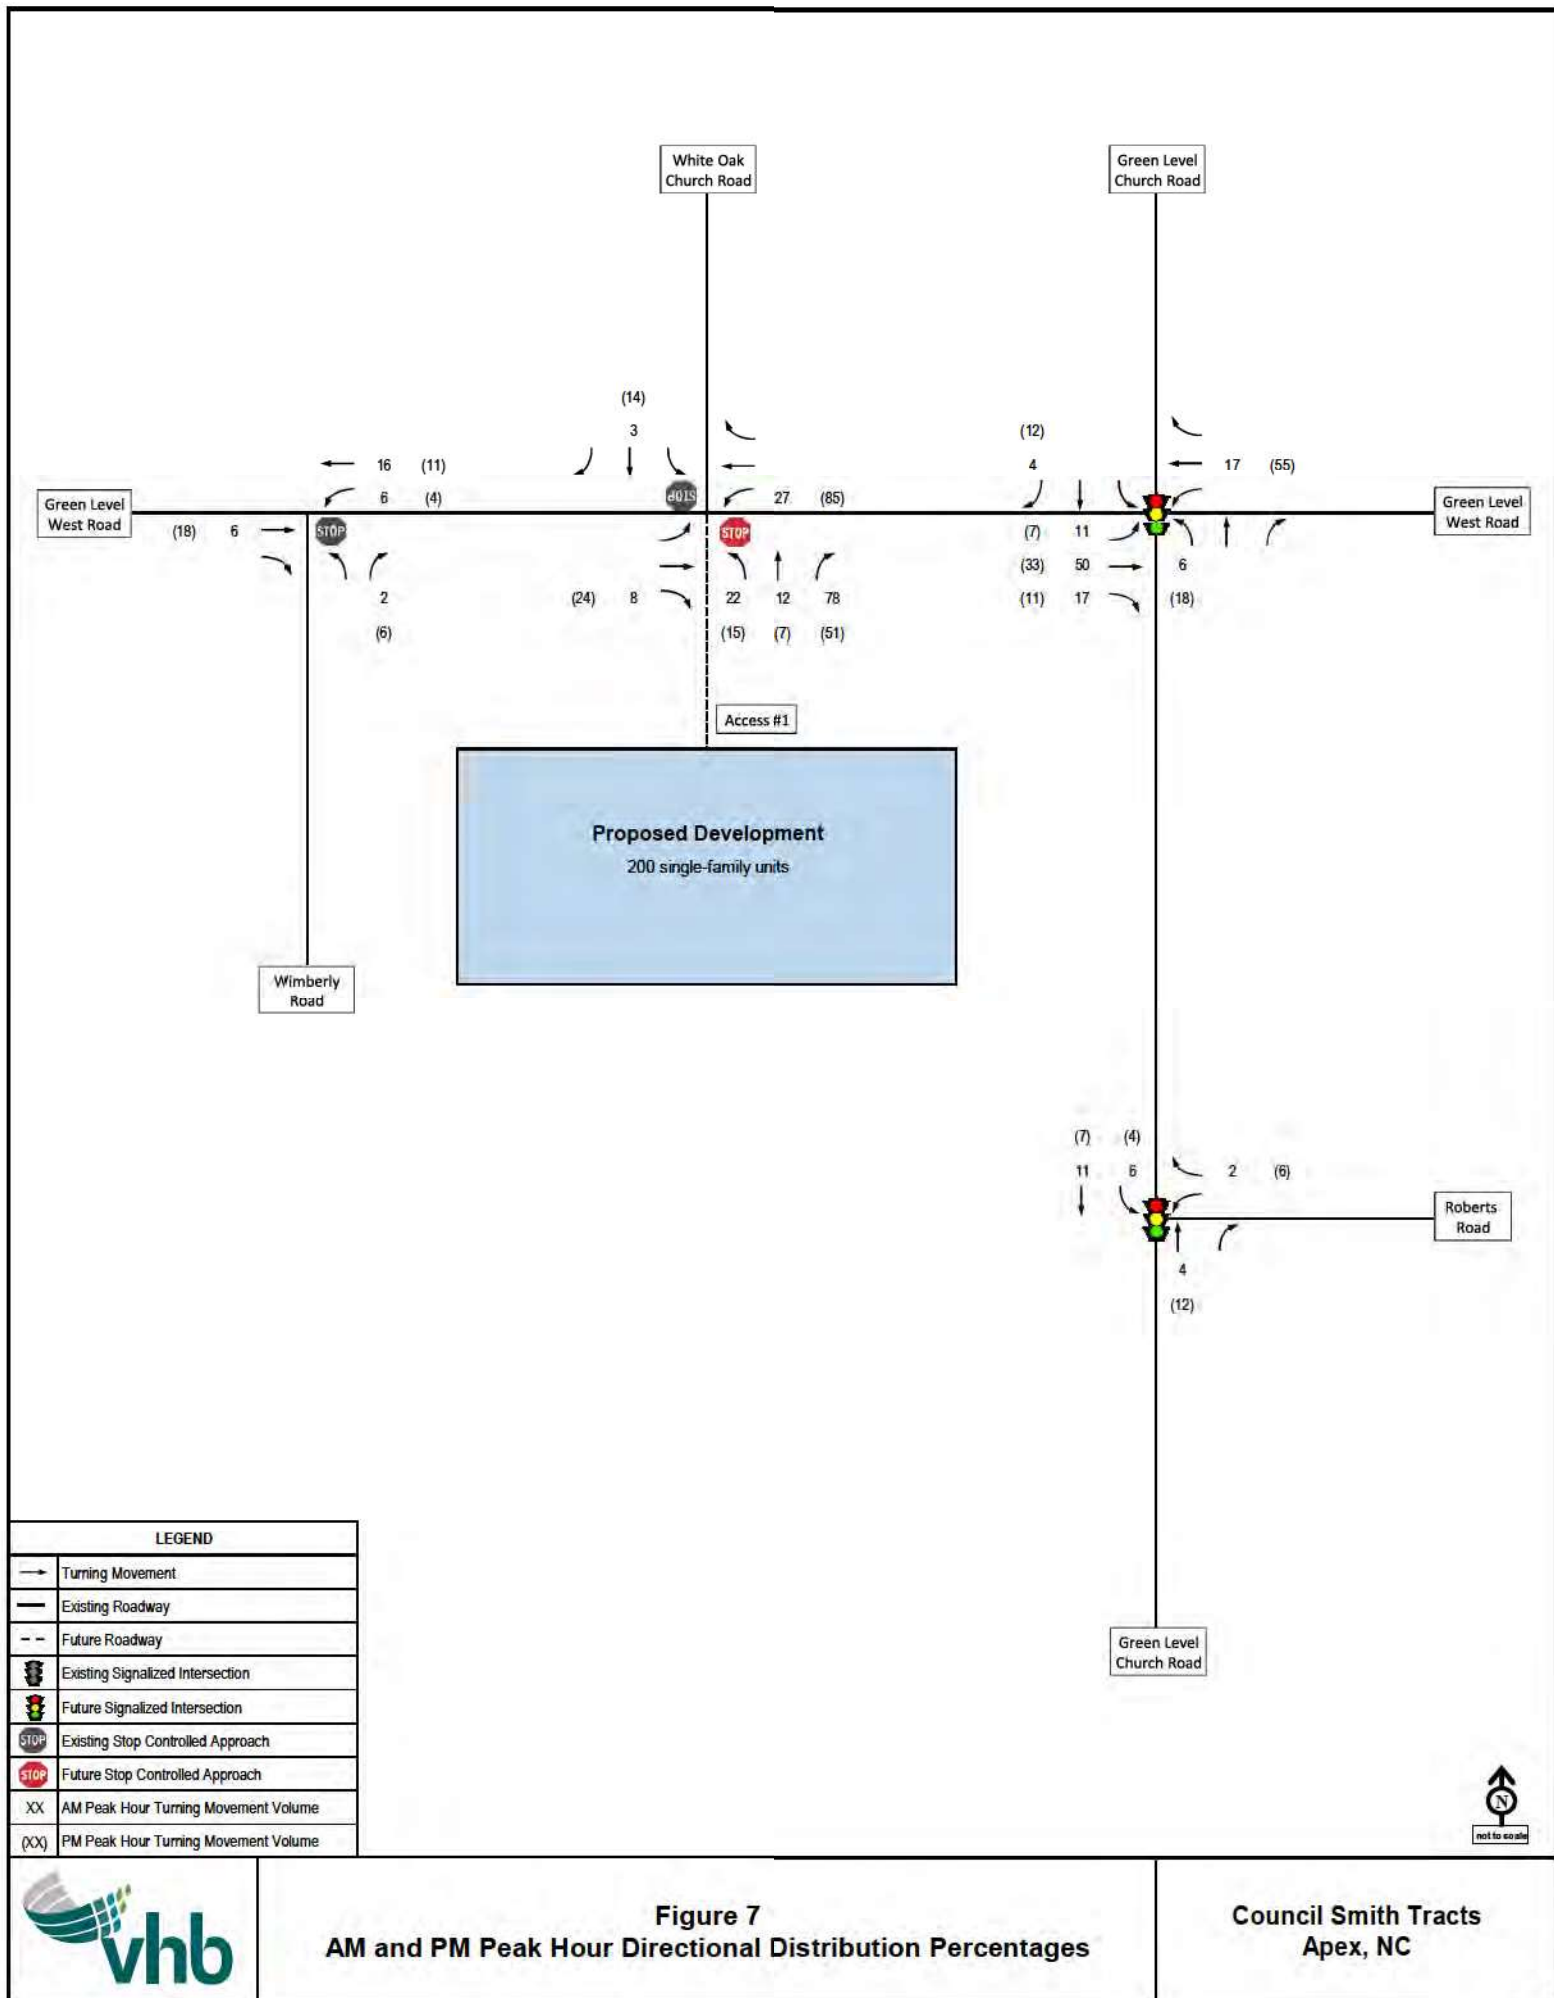 White Oak
Church Road
Green Level
Church Road
(14)
3
(12)
4
16 (11)
17 (55)
6 (4)
STOP
27 (85)
Green Level
West Road
Green Level
West Road
(18) 6
STOP
STOP
(7) 11
(33) 50
6
2
(24) 8
22 12 78
(11) 17
(18)
(6)
(15) (7) (51)
Access #1
Proposed Development
200 single-family units
Wimberly
Road
(7) (4)
11 6
2 (6)
Roberts
Road
4
(12)
LEGEND
Turning Movement
Existing Roadway
Future Roadway
Existing Signalized Intersection
Future Signalized Intersection
STOP Existing Stop Controlled Approach
STOP Future Stop Controlled Approach
XX AM Peak Hour Turning Movement Volume
(XX) PM Peak Hour Turning Movement Volume
Green Level
Church Road
N
not to scale
vhb
Figure 7
AM and PM Peak Hour Directional Distribution Percentages
Council Smith Tracts
Apex, NC